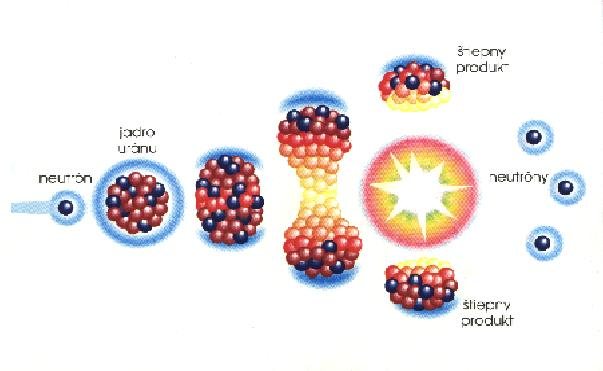 neutrón
jadro
uránu
štiepny
produkt
neutróny
štiepny
produkt